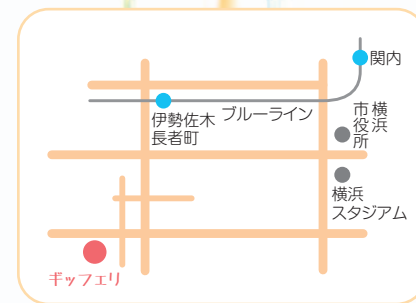 関内
ブルーライン
伊勢佐木
長者町
横浜
市役所
横浜
スタジアム
ギッフェリ